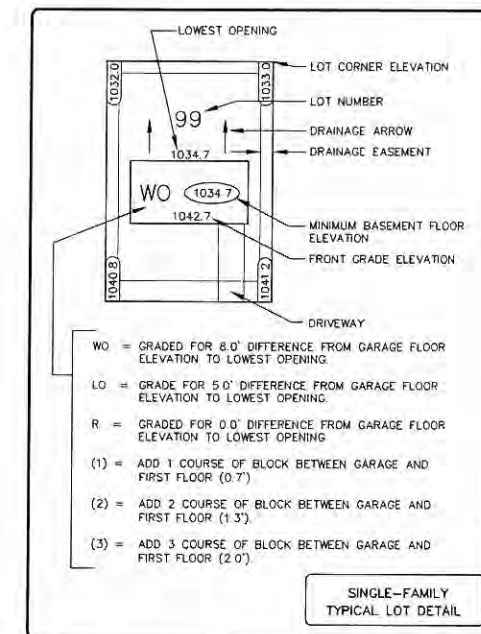 LOWEST OPENING
(1032.0)
(1033.0)
LOT CORNER ELEVATION
99
LOT NUMBER
DRAINAGE ARROW
1034.7
DRAINAGE EASEMENT
WO
1034.7
MINIMUM BASEMENT FLOOR
ELEVATION
1042.7
FRONT GRADE ELEVATION
(1040.8)
(1041.2)
DRIVEWAY
WO = GRADED FOR 8.0' DIFFERENCE FROM GARAGE FLOOR
ELEVATION TO LOWEST OPENING.
LO = GRADE FOR 5.0' DIFFERENCE FROM GARAGE FLOOR
ELEVATION TO LOWEST OPENING.
R = GRADED FOR 0.0' DIFFERENCE FROM GARAGE FLOOR
ELEVATION TO LOWEST OPENING
(1) = ADD 1 COURSE OF BLOCK BETWEEN GARAGE AND
FIRST FLOOR (0.7')
(2) = ADD 2 COURSE OF BLOCK BETWEEN GARAGE AND
FIRST FLOOR (1.3').
(3) = ADD 3 COURSE OF BLOCK BETWEEN GARAGE AND
FIRST FLOOR (2.0').
SINGLE-FAMILY
TYPICAL LOT DETAIL